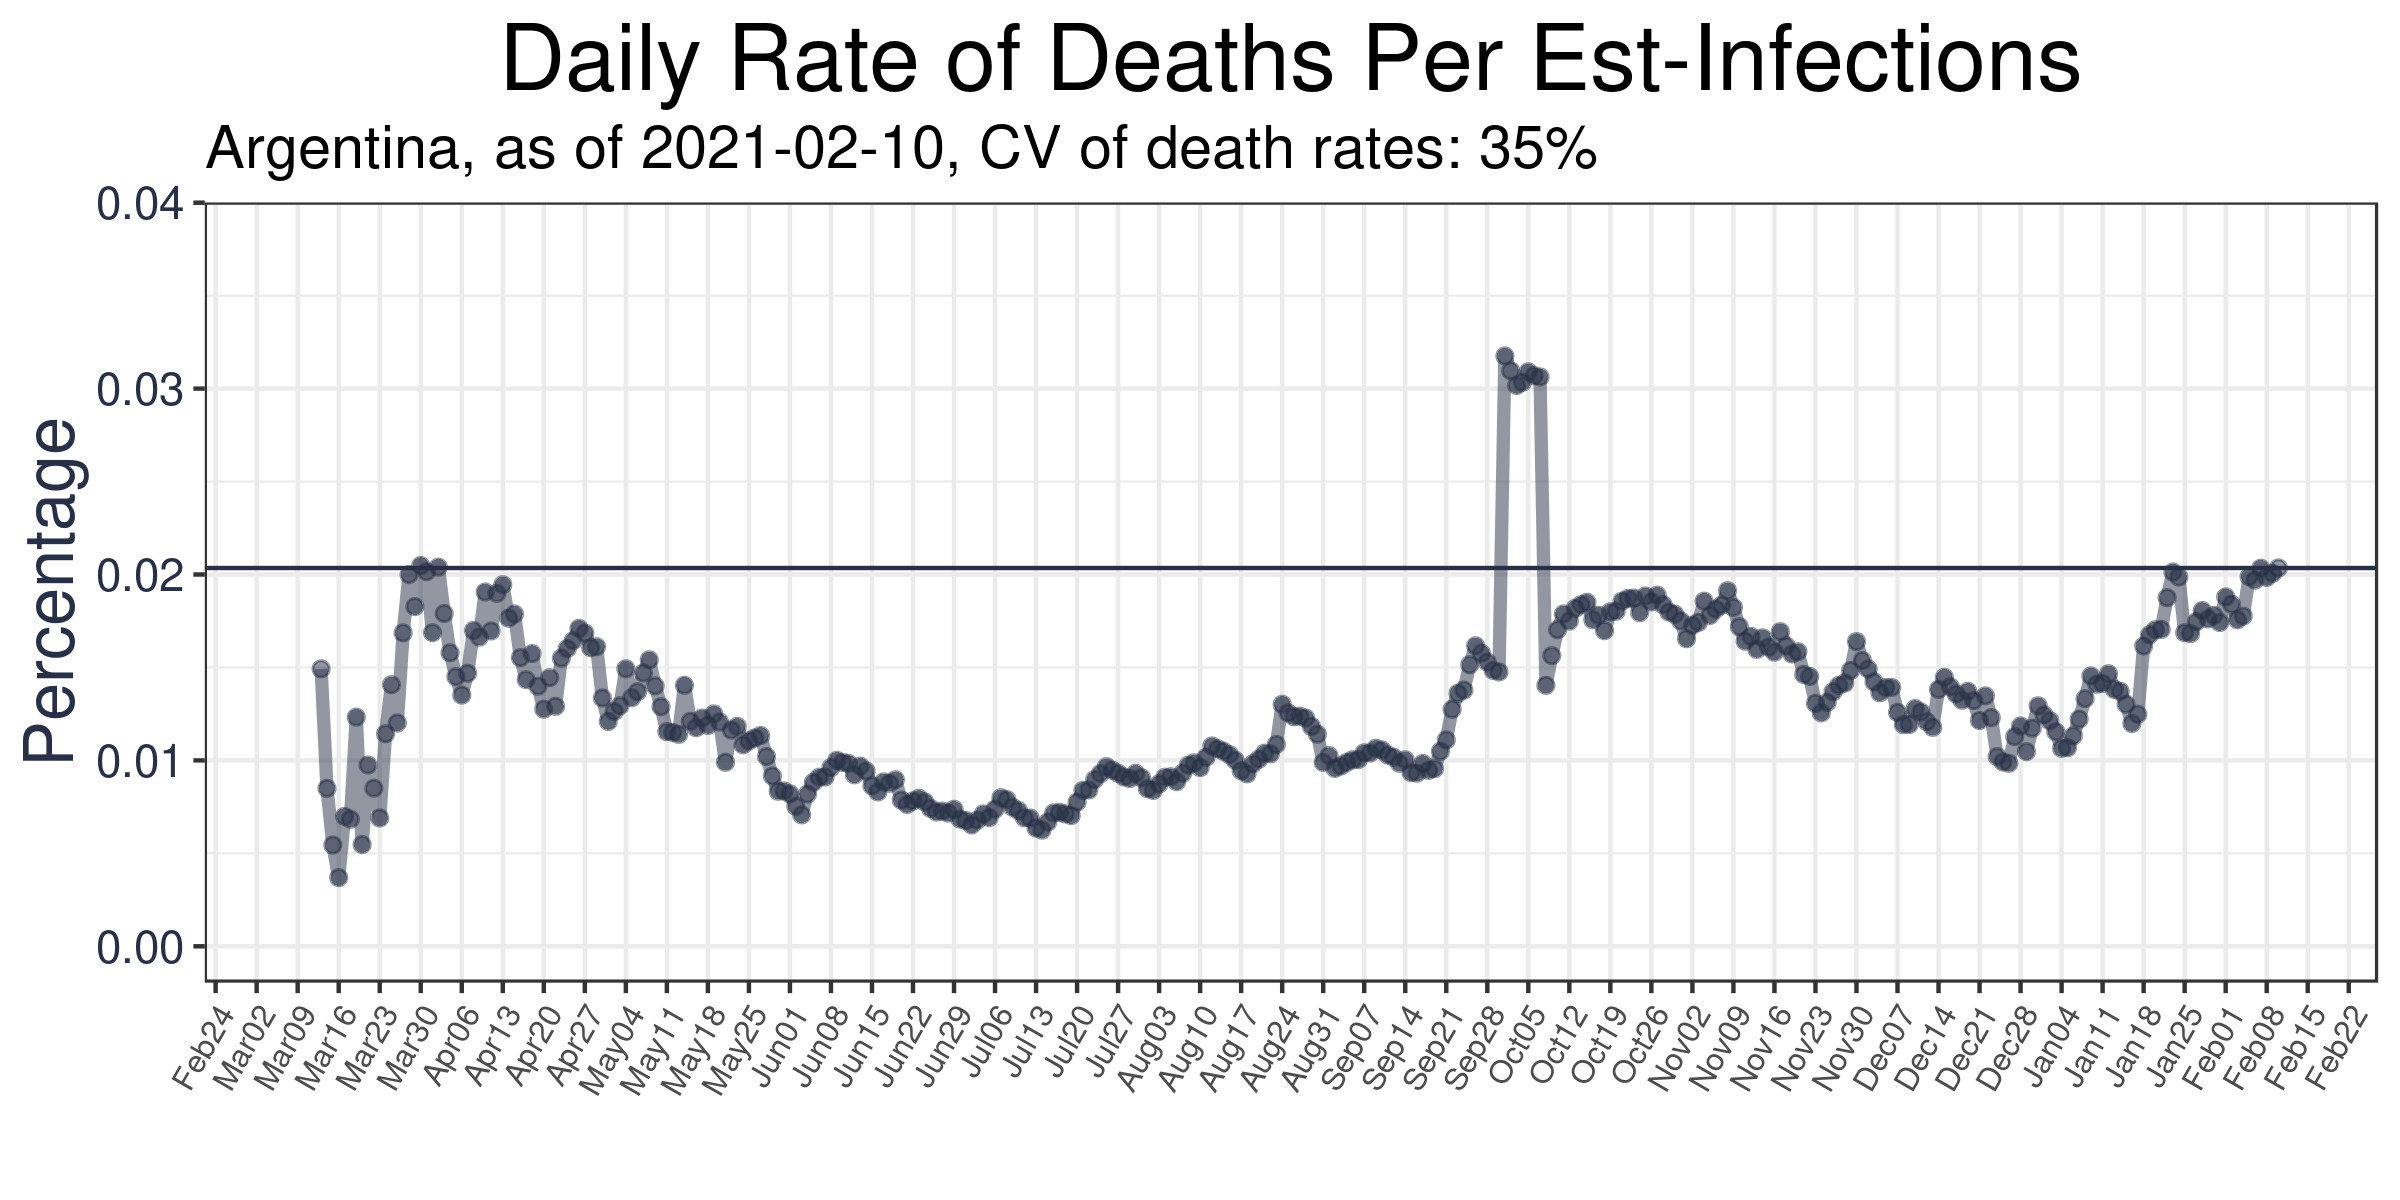 Daily Rate of Deaths Per Est-Infections
Argentina, as of 2021-02-10, CV of death rates: 35%
Percentage
0.04
0.03
0.02
0.01
0.00
Feb24
Mar02
Mar09
Mar16
Mar23
Mar30
Apr06
Apr13
Apr20
Apr27
May04
May11
May18
May25
Jun01
Jun08
Jun15
Jun22
Jun29
Jul06
Jul13
Jul20
Jul27
Aug03
Aug10
Aug17
Aug24
Aug31
Sep07
Sep14
Sep21
Sep28
Oct05
Oct12
Oct19
Oct26
Nov02
Nov09
Nov16
Nov23
Nov30
Dec07
Dec14
Dec21
Dec28
Jan04
Jan11
Jan18
Jan25
Feb01
Feb08
Feb15
Feb22